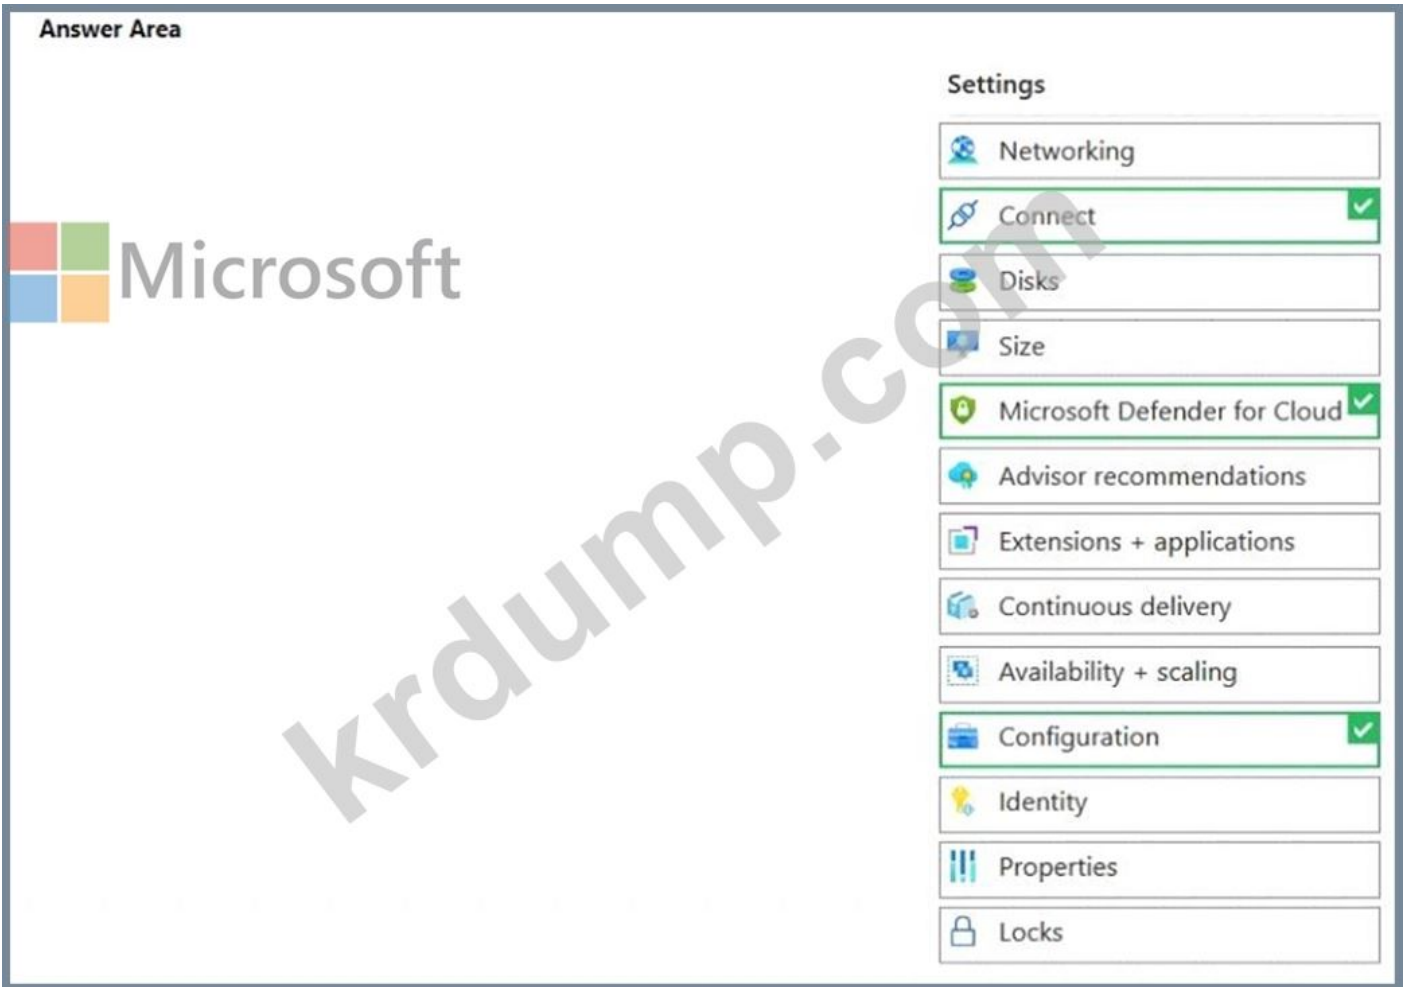 Answer Area
Settings
Networking
Connect
Disks
Size
Microsoft Defender for Cloud
Advisor recommendations
Extensions + applications
Continuous delivery
Availability + scaling
Configuration
Identity
Properties
Locks
Microsoft
krdump.com